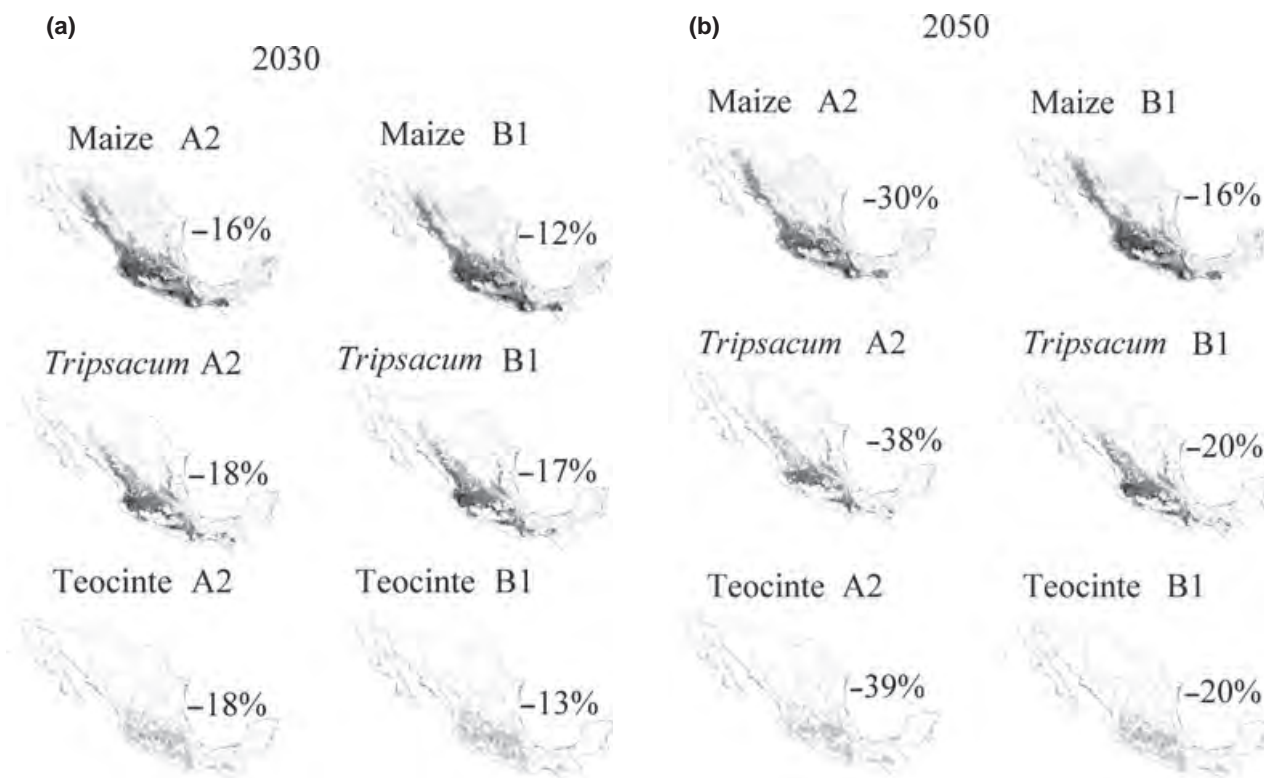 (a)
2030
Maize A2
−16%
Maize B1
−12%
Tripsacum A2
−18%
Tripsacum B1
−17%
Teocinte A2
−18%
Teocinte B1
−13%
(b)
2050
Maize A2
−30%
Maize B1
−16%
Tripsacum A2
−38%
Tripsacum B1
−20%
Teocinte A2
−39%
Teocinte B1
−20%